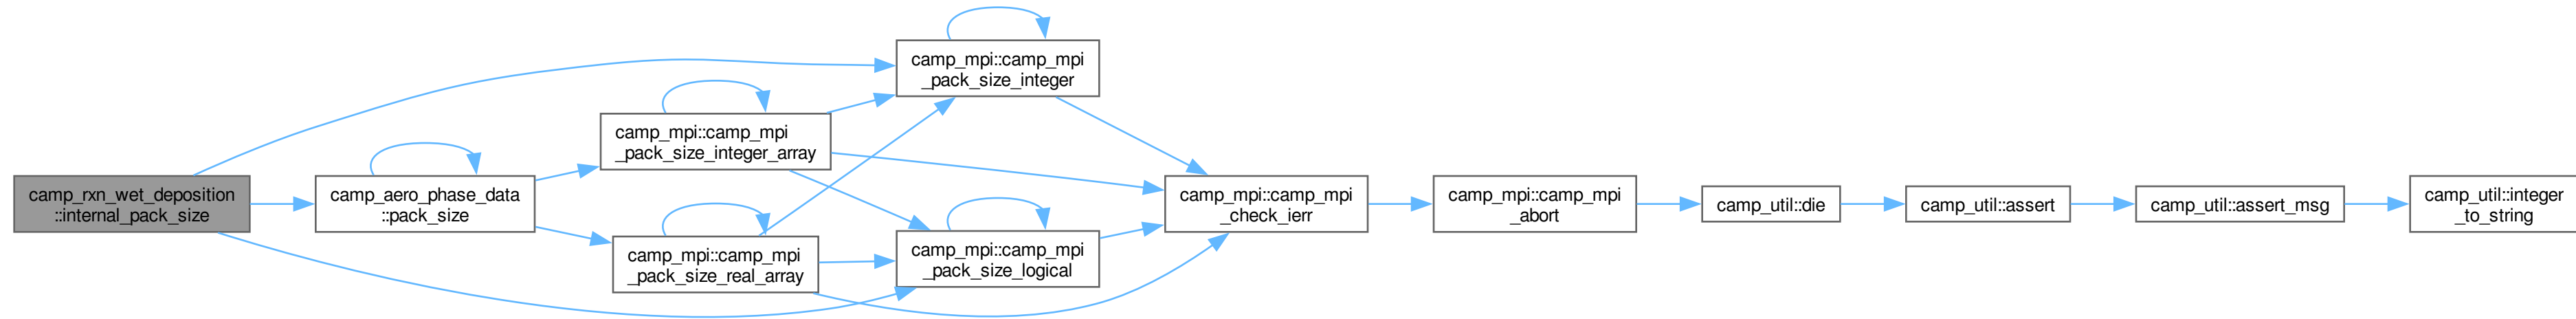 camp_rxn_wet_deposition
::internal_pack_size
camp_aero_phase_data
::pack_size
camp_mpi::camp_mpi
_pack_size_integer_array
camp_mpi::camp_mpi
_pack_size_real_array
camp_mpi::camp_mpi
_pack_size_integer
camp_mpi::camp_mpi
_pack_size_logical
camp_mpi::camp_mpi
_check_ierr
camp_mpi::camp_mpi
_abort
camp_util::die
camp_util::assert
camp_util::assert_msg
camp_util::integer
_to_string